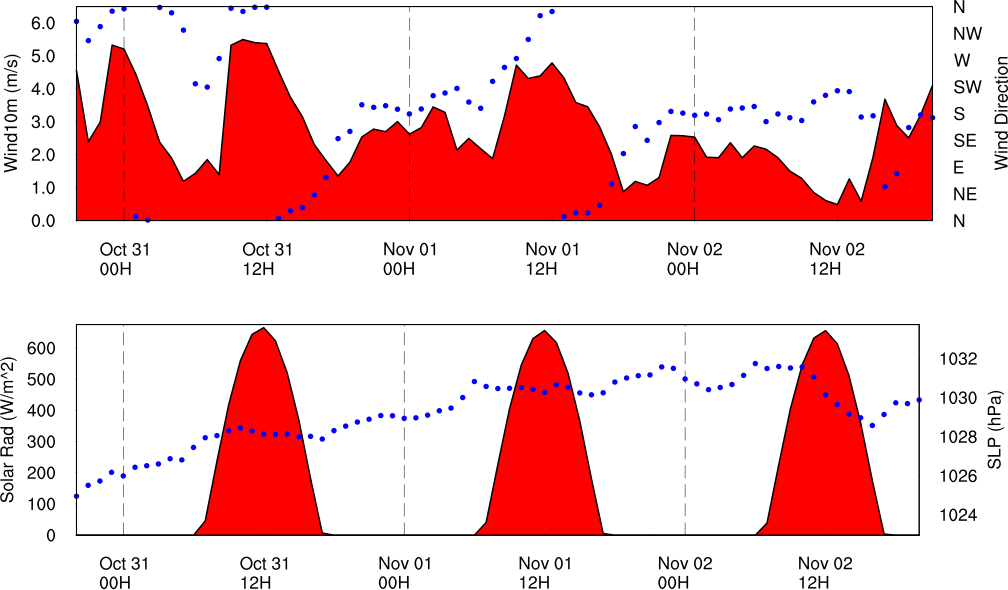 N
6.0
NW
5.0
W
4.0
SW
3.0
S
2.0
SE
E
1.0
NE
0.0
N
Wind10m (m/s)
Wind Direction
Oct 31
00H
Oct 31
12H
Nov 01
00H
Nov 01
12H
Nov 02
00H
Nov 02
12H
600
500
400
300
200
100
0
1032
1030
1028
1026
1024
Solar Rad (W/m^2)
SLP (hPa)
Oct 31
00H
Oct 31
12H
Nov 01
00H
Nov 01
12H
Nov 02
00H
Nov 02
12H